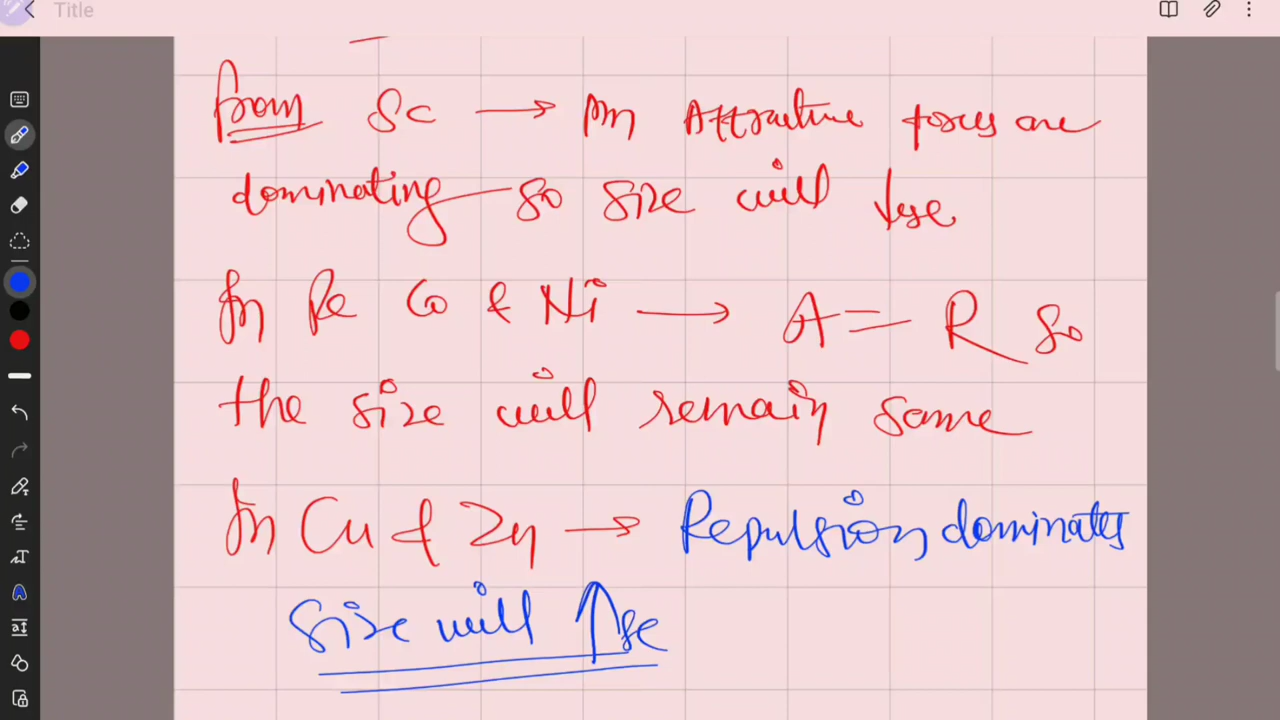 Title
from Sc → Mn Attractive forces are
dominating so size will ↓se
In Fe Co & Ni → A = R so
the size will remain same
In Cu & Zn → Repulsion dominates
Size will ↑se